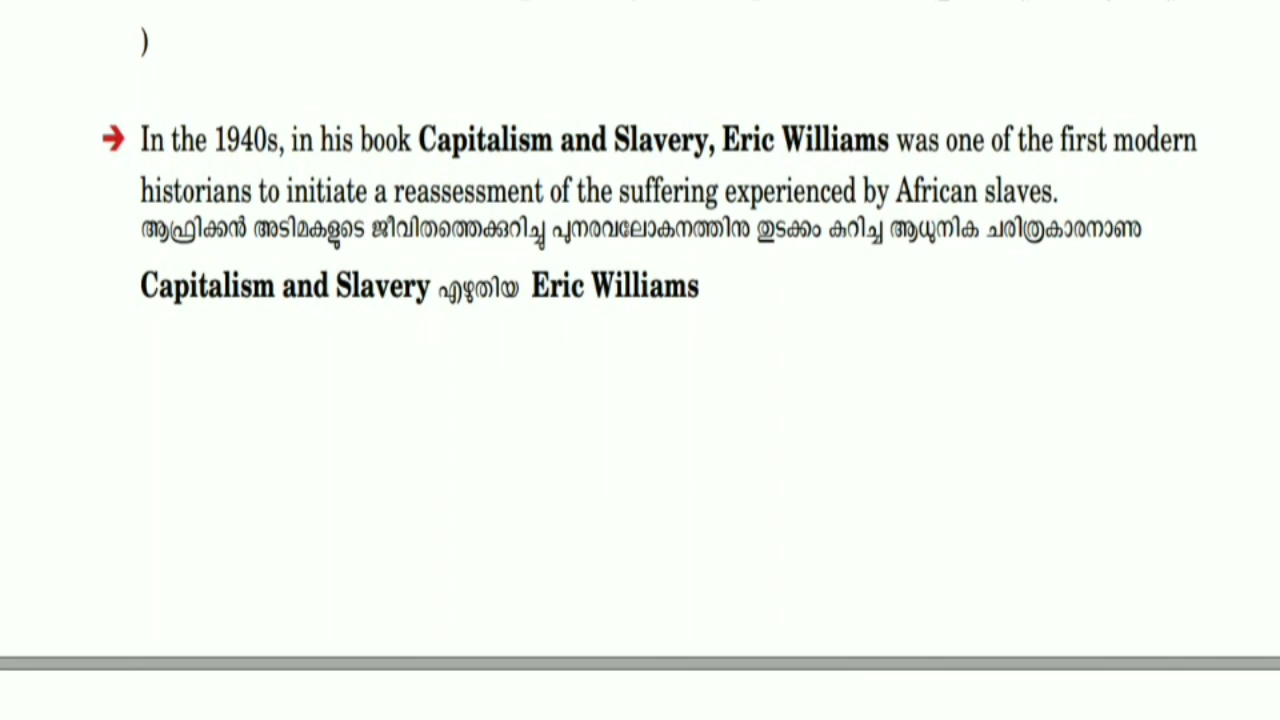 )
➔ In the 1940s, in his book Capitalism and Slavery, Eric Williams was one of the first modern
historians to initiate a reassessment of the suffering experienced by African slaves.
ആഫ്രിക്കൻ അടിമകളുടെ ജീവിതത്തെക്കുറിച്ചു പുനരവലോകനത്തിനു തുടക്കം കുറിച്ച ആധുനിക ചരിത്രകാരനാണു
Capitalism and Slavery എഴുതിയ Eric Williams